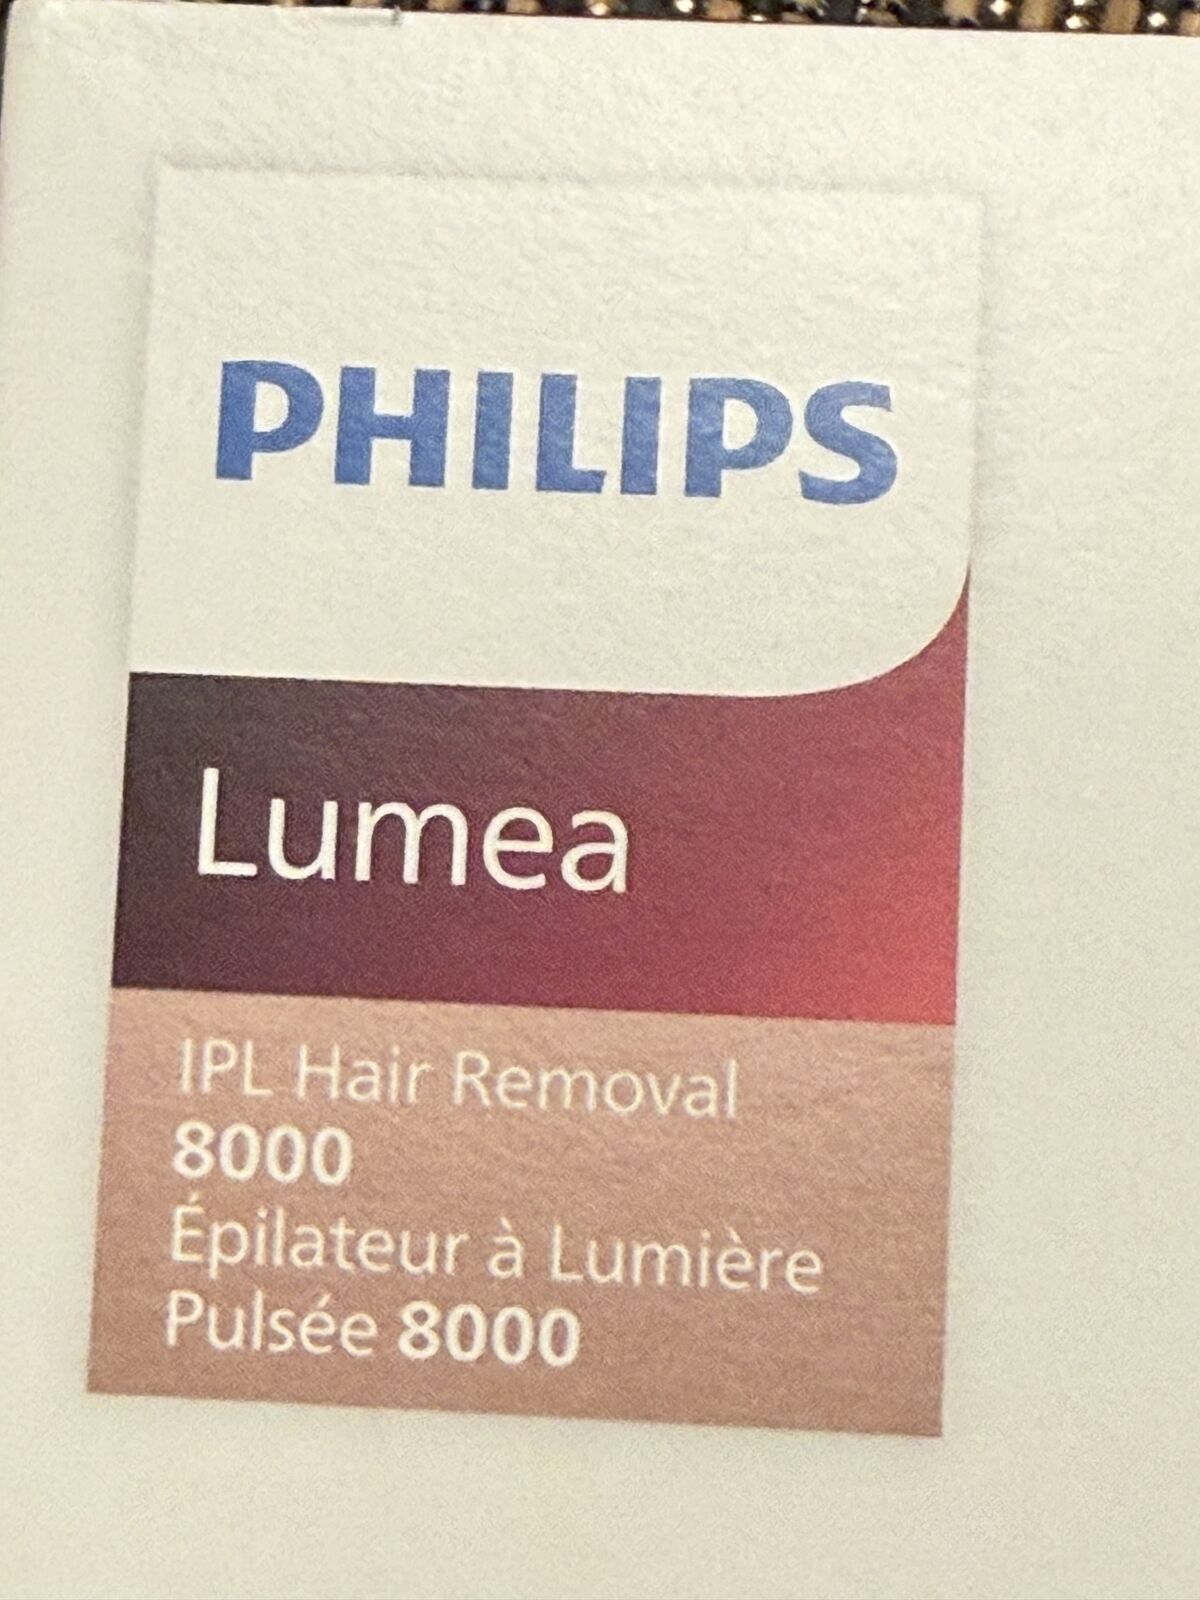 PHILIPS
Lumea
IPL Hair Removal
8000
Épilateur à Lumière
Pulsée 8000